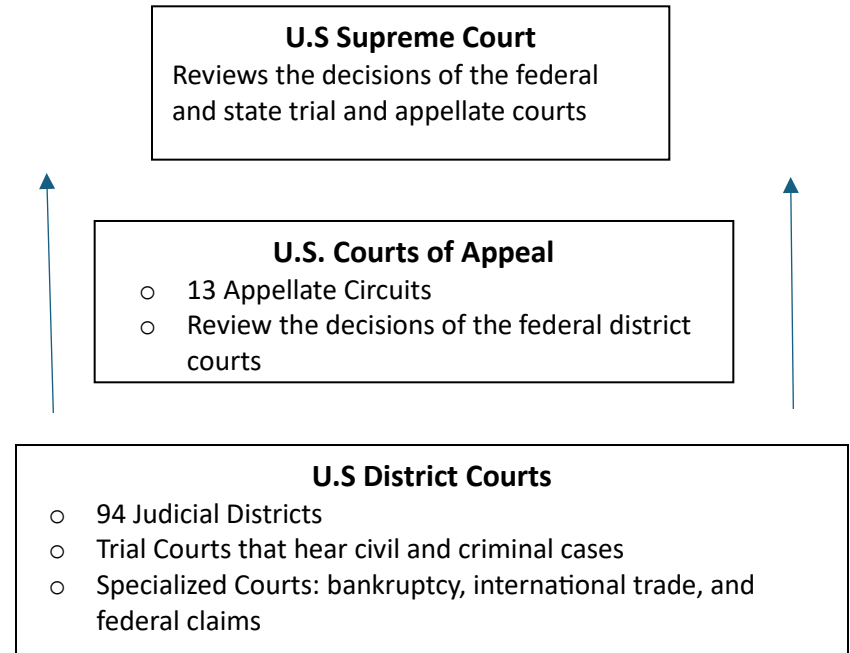 U.S Supreme Court
Reviews the decisions of the federal
and state trial and appellate courts
U.S. Courts of Appeal
o 13 Appellate Circuits
o Review the decisions of the federal district
courts
U.S District Courts
o 94 Judicial Districts
o Trial Courts that hear civil and criminal cases
o Specialized Courts: bankruptcy, international trade, and
federal claims